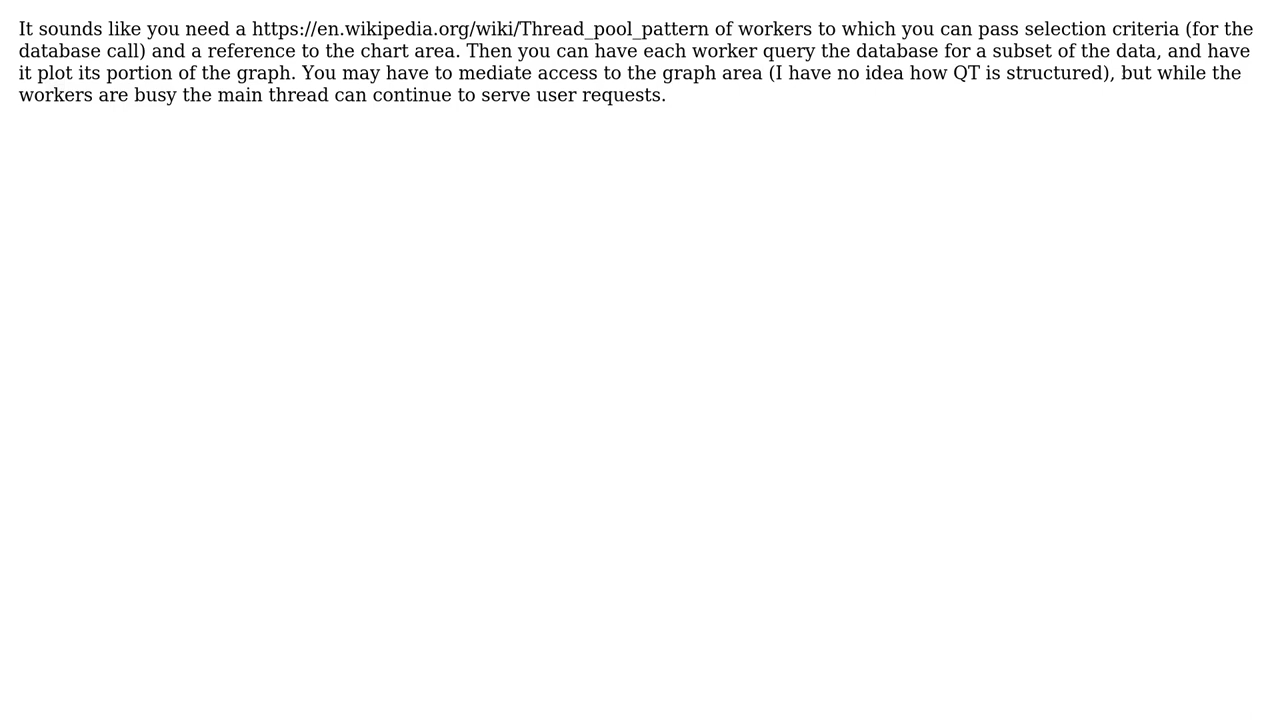 It sounds like you need a https://en.wikipedia.org/wiki/Thread_pool_pattern of workers to which you can pass selection criteria (for the
database call) and a reference to the chart area. Then you can have each worker query the database for a subset of the data, and have
it plot its portion of the graph. You may have to mediate access to the graph area (I have no idea how QT is structured), but while the
workers are busy the main thread can continue to serve user requests.